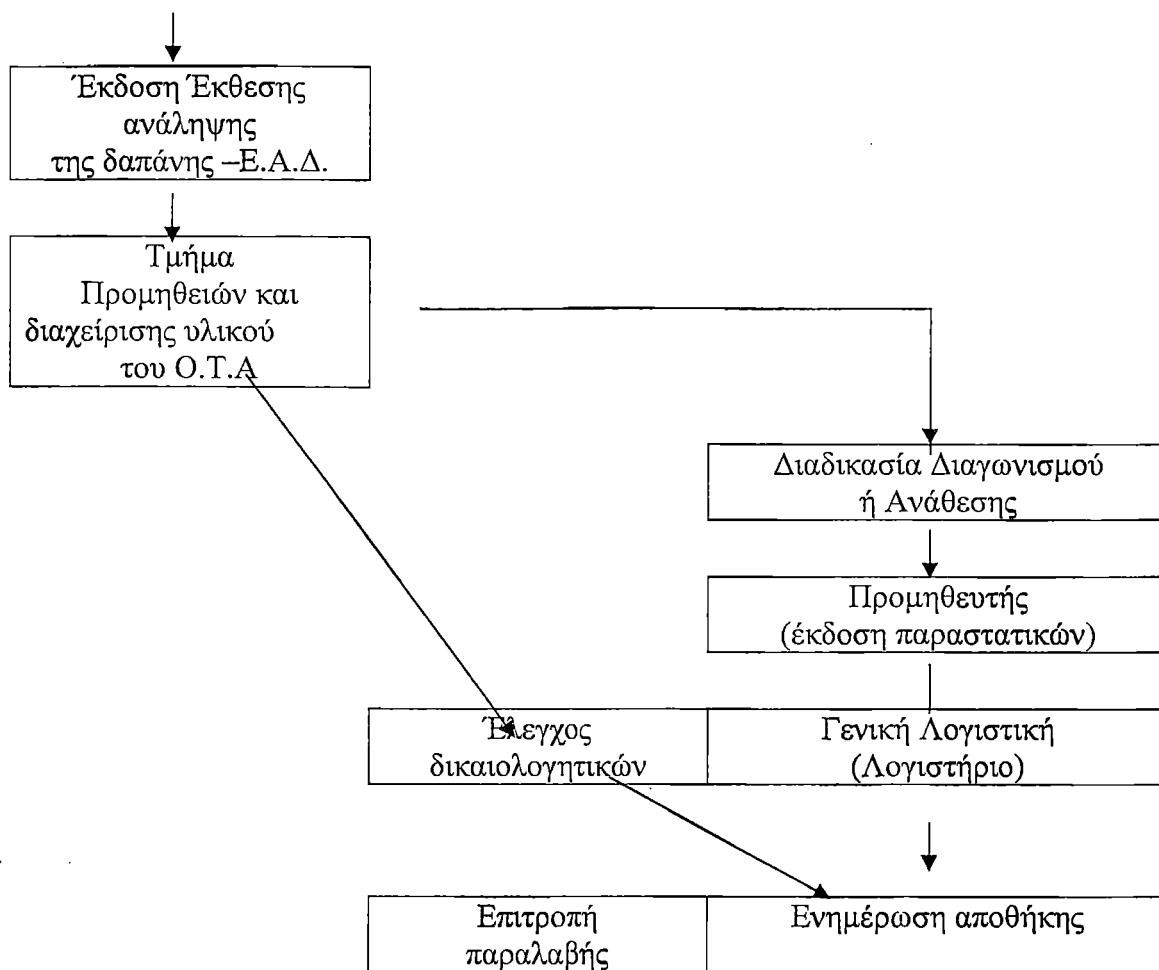 Έκδοση Έκθεσης
ανάληψης
της δαπάνης –Ε.Α.Δ.
Τμήμα
Προμηθειών και
διαχείρισης υλικού
του Ο.Τ.Α
Διαδικασία Διαγωνισμού
ή Ανάθεσης
Προμηθευτής
(έκδοση παραστατικών)
Έλεγχος
δικαιολογητικών
Γενική Λογιστική
(Λογιστήριο)
Επιτροπή
παραλαβής
Ενημέρωση αποθήκης